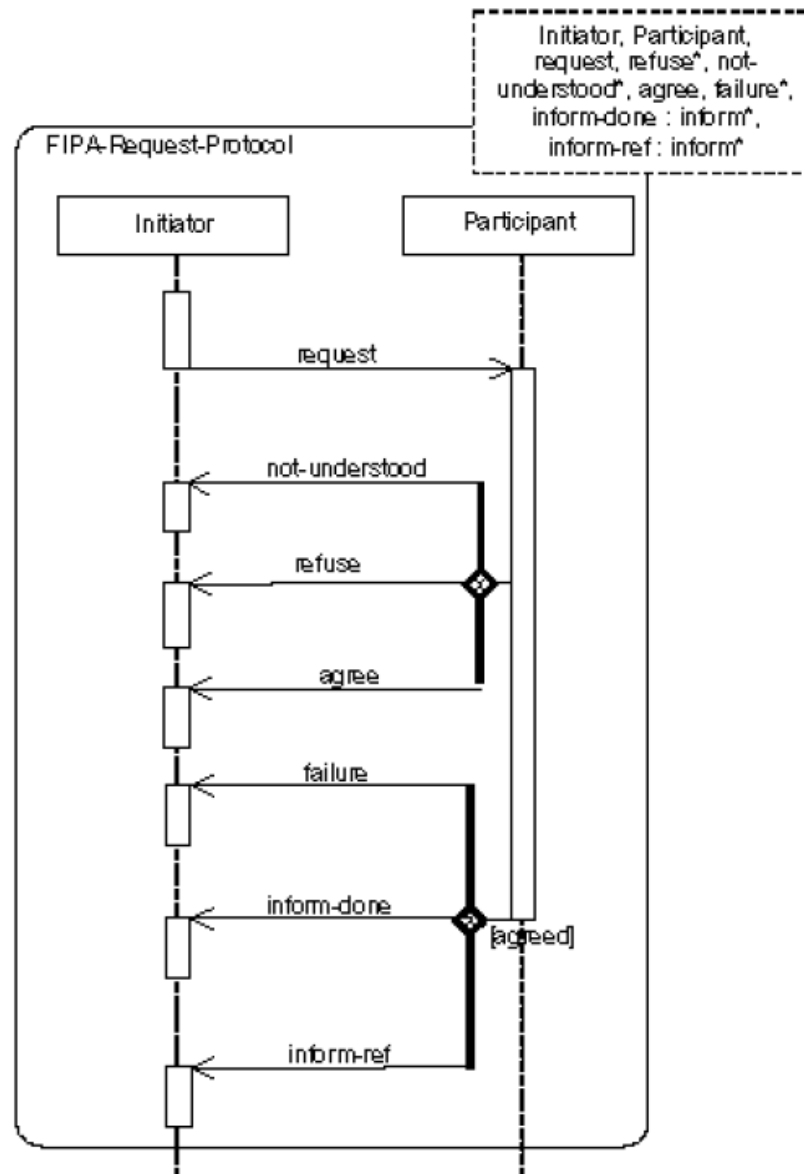 Initiator, Participant,
request, refuse*, not-
understood*, agree, failure*,
inform-done : inform*,
inform-ref : inform*
FIPA-Request-Protocol
Initiator
Participant
request
not-understood
refuse
agree
failure
inform-done
[agreed]
inform-ref